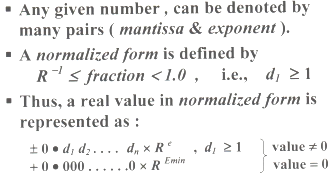 ▪ Any given number , can be denoted by
many pairs ( mantissa & exponent ).
▪ A normalized form is defined by
R⁻¹ ≤ fraction < 1.0 , i.e., d₁ ≥ 1
▪ Thus, a real value in normalized form is
represented as :
± 0 • d₁ d₂ . . . . dₙ × Rᵉ , d₁ ≥ 1 } value ≠ 0
+ 0 • 000 . . . . . .0 × R^Emin } value = 0